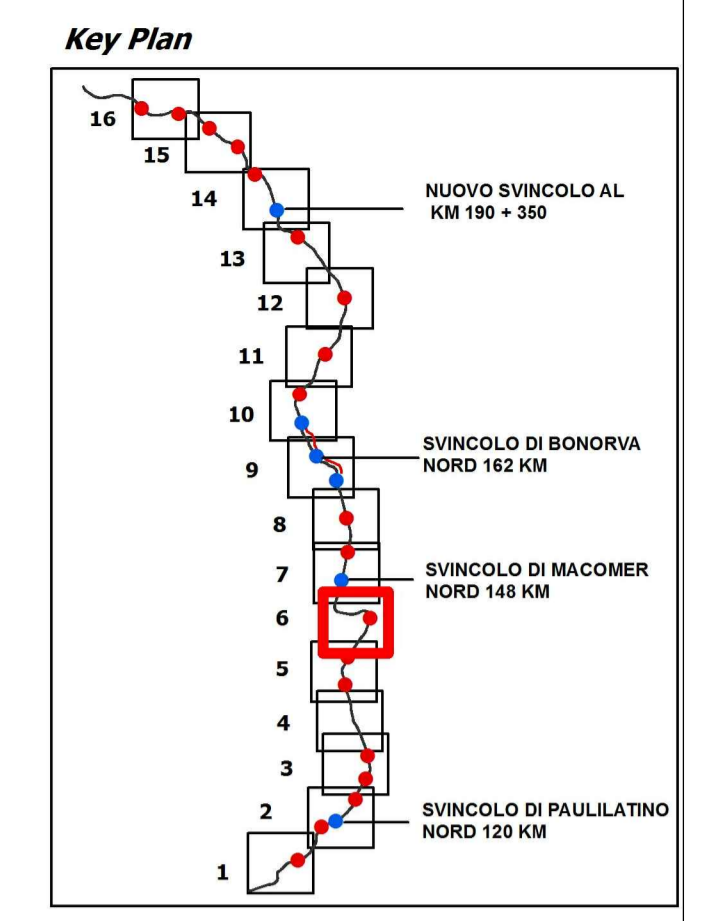 Key Plan
16
15
14
NUOVO SVINCOLO AL
KM 190 + 350
13
12
11
10
SVINCOLO DI BONORVA
NORD 162 KM
9
8
7
SVINCOLO DI MACOMER
NORD 148 KM
6
5
4
3
2
SVINCOLO DI PAULILATINO
NORD 120 KM
1